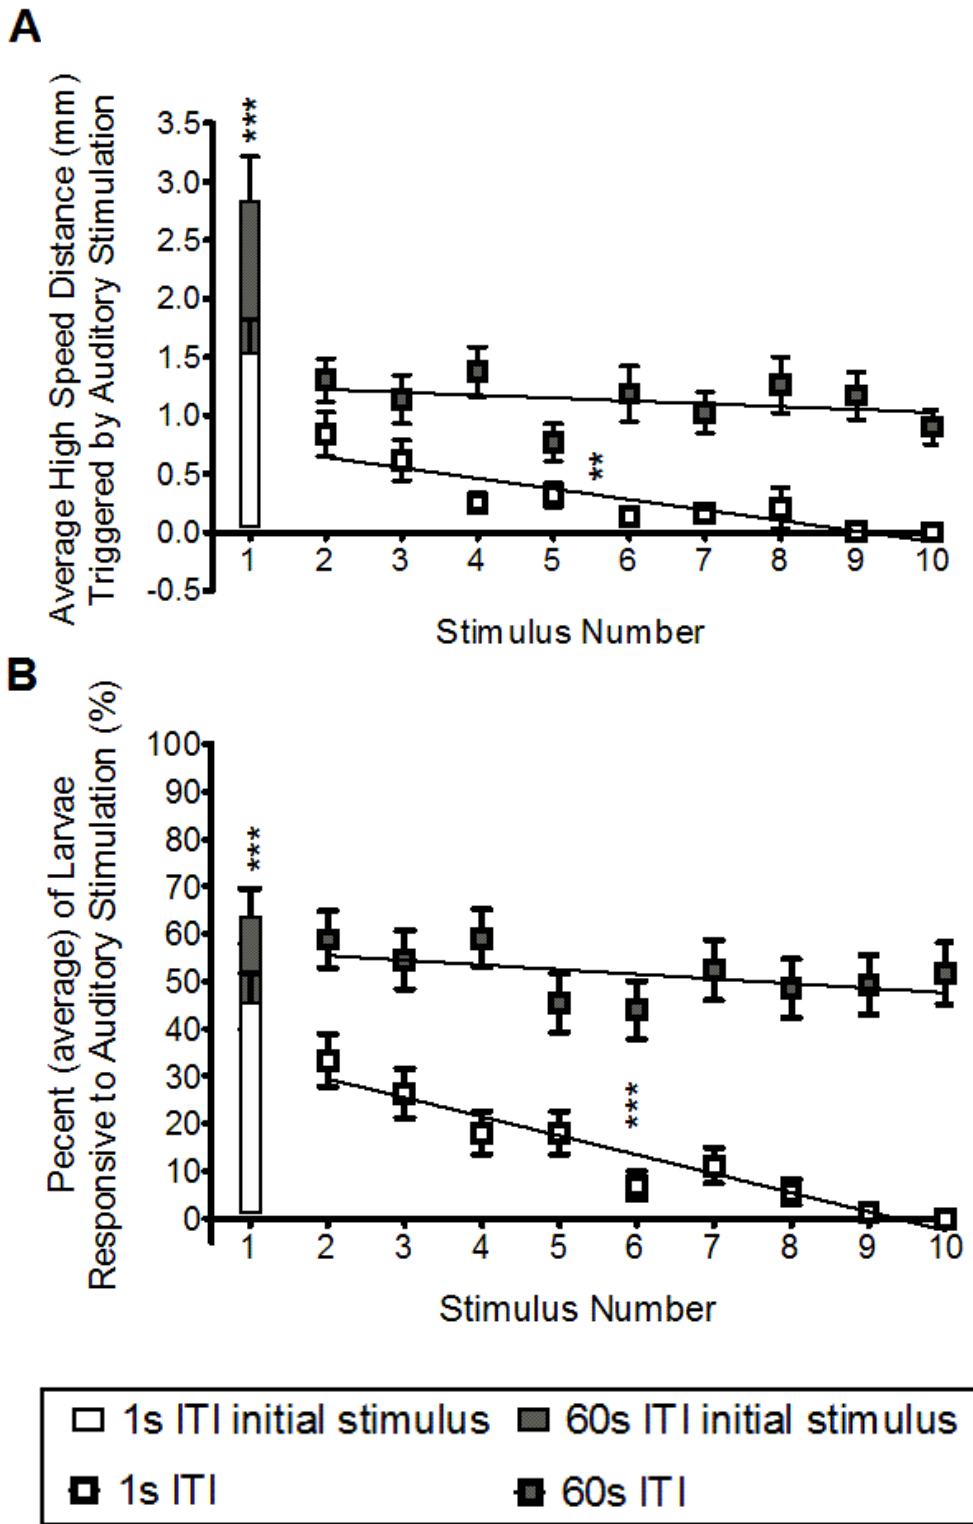 A
Average High Speed Distance (mm)
Triggered by Auditory Stimulation
3.5
3.0
2.5
2.0
1.5
1.0
0.5
0.0
-0.5
***
**
1 2 3 4 5 6 7 8 9 10
Stimulus Number
B
Pecent (average) of Larvae
Responsive to Auditory Stimulation (%)
100
90
80
70
60
50
40
30
20
10
0
***
***
1 2 3 4 5 6 7 8 9 10
Stimulus Number
1s ITI initial stimulus 60s ITI initial stimulus
1s ITI 60s ITI